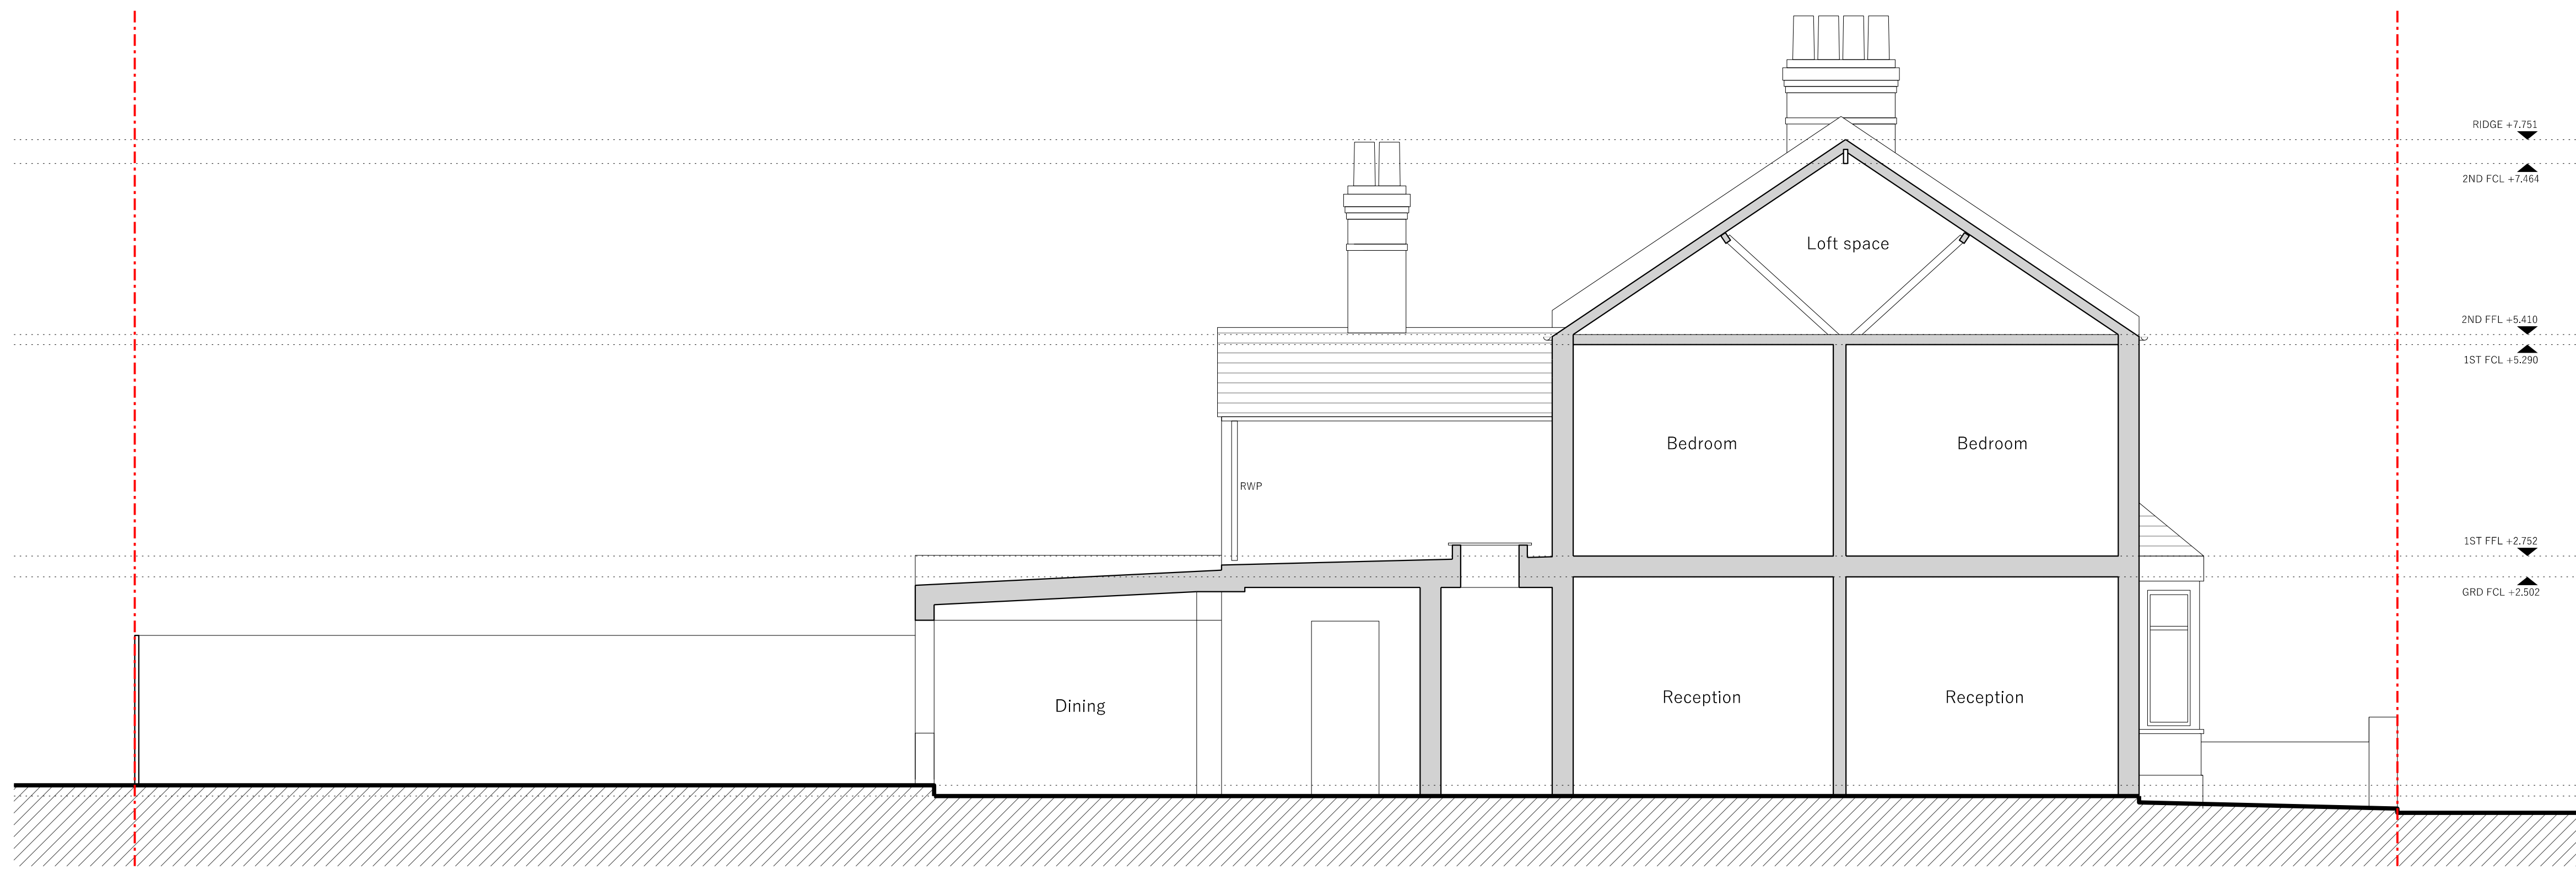 RIDGE +7.751
2ND FCL +7.464
Loft space
2ND FFL +5.410
1ST FCL +5.290
Bedroom
Bedroom
RWP
1ST FFL +2.752
GRD FCL +2.502
Reception
Reception
Dining